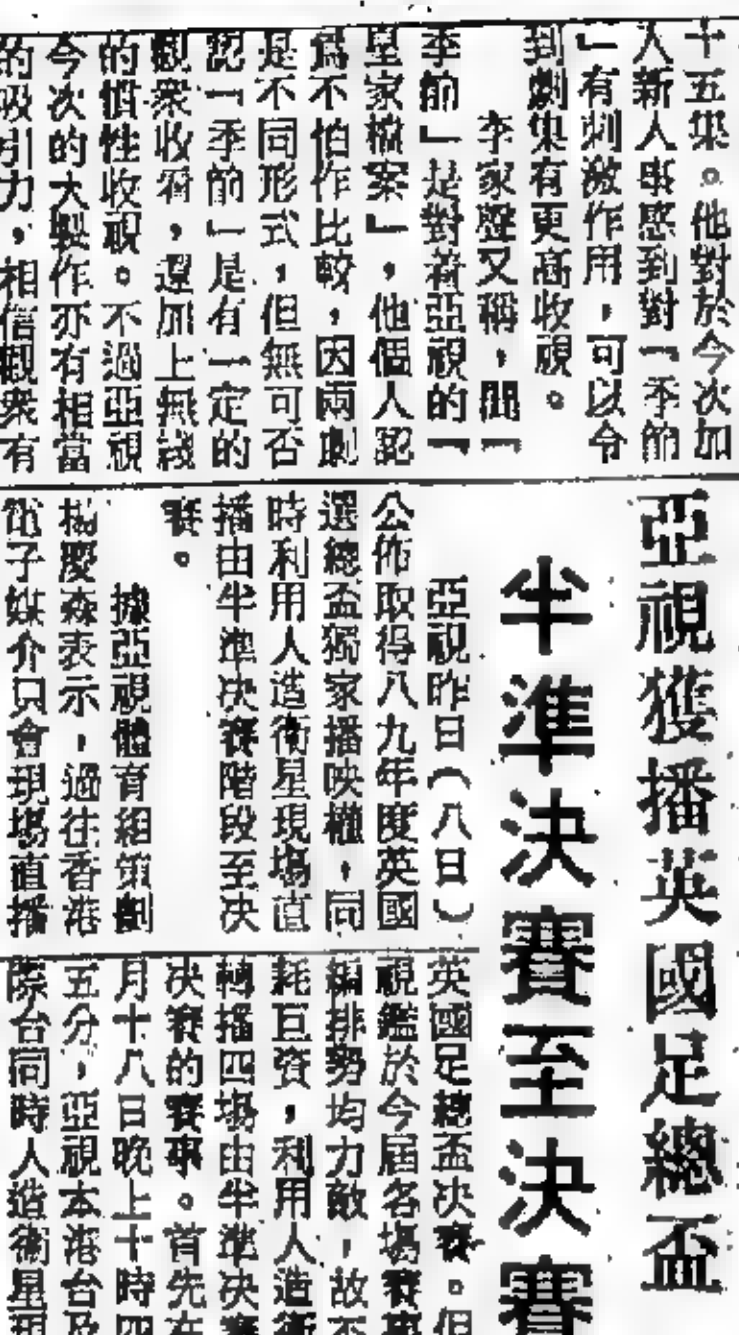 十五集。他對於今次加
入新人事感到對「季節
」有刺激作用,可以令
到劇集有更高收視。
李家聲又稱,間「
季節」是對着亞視的「
皇家檔案」,他個人認
爲不怕作比較,因兩劇
是不同形式,但無可否
認「季節」是有一定的
觀衆收看,還加上無綫
的慣性收視。不過亞視
今次的大製作亦有相當
的吸引力,相信觀衆有
亞視獲播英國足總盃
半準決賽至決賽
亞視昨日(八日)
公佈取得八九年度英國
選總盃獨家播映權,同
時利用人造衛星現場直
播由半準決賽階段至決
賽。
據亞視體育組策劃
楊慶森表示,過往香港
電子媒介只會現場直播
英國足總盃決賽。但
視鑑於今屆各場賽事
編排勢均力敵,故不
耗巨資,利用人造衛
轉播四場由半準決賽
決賽的賽事。首先在
月十八日晚上十時四
五分,亞視本港台及
際台同時人造衛星現